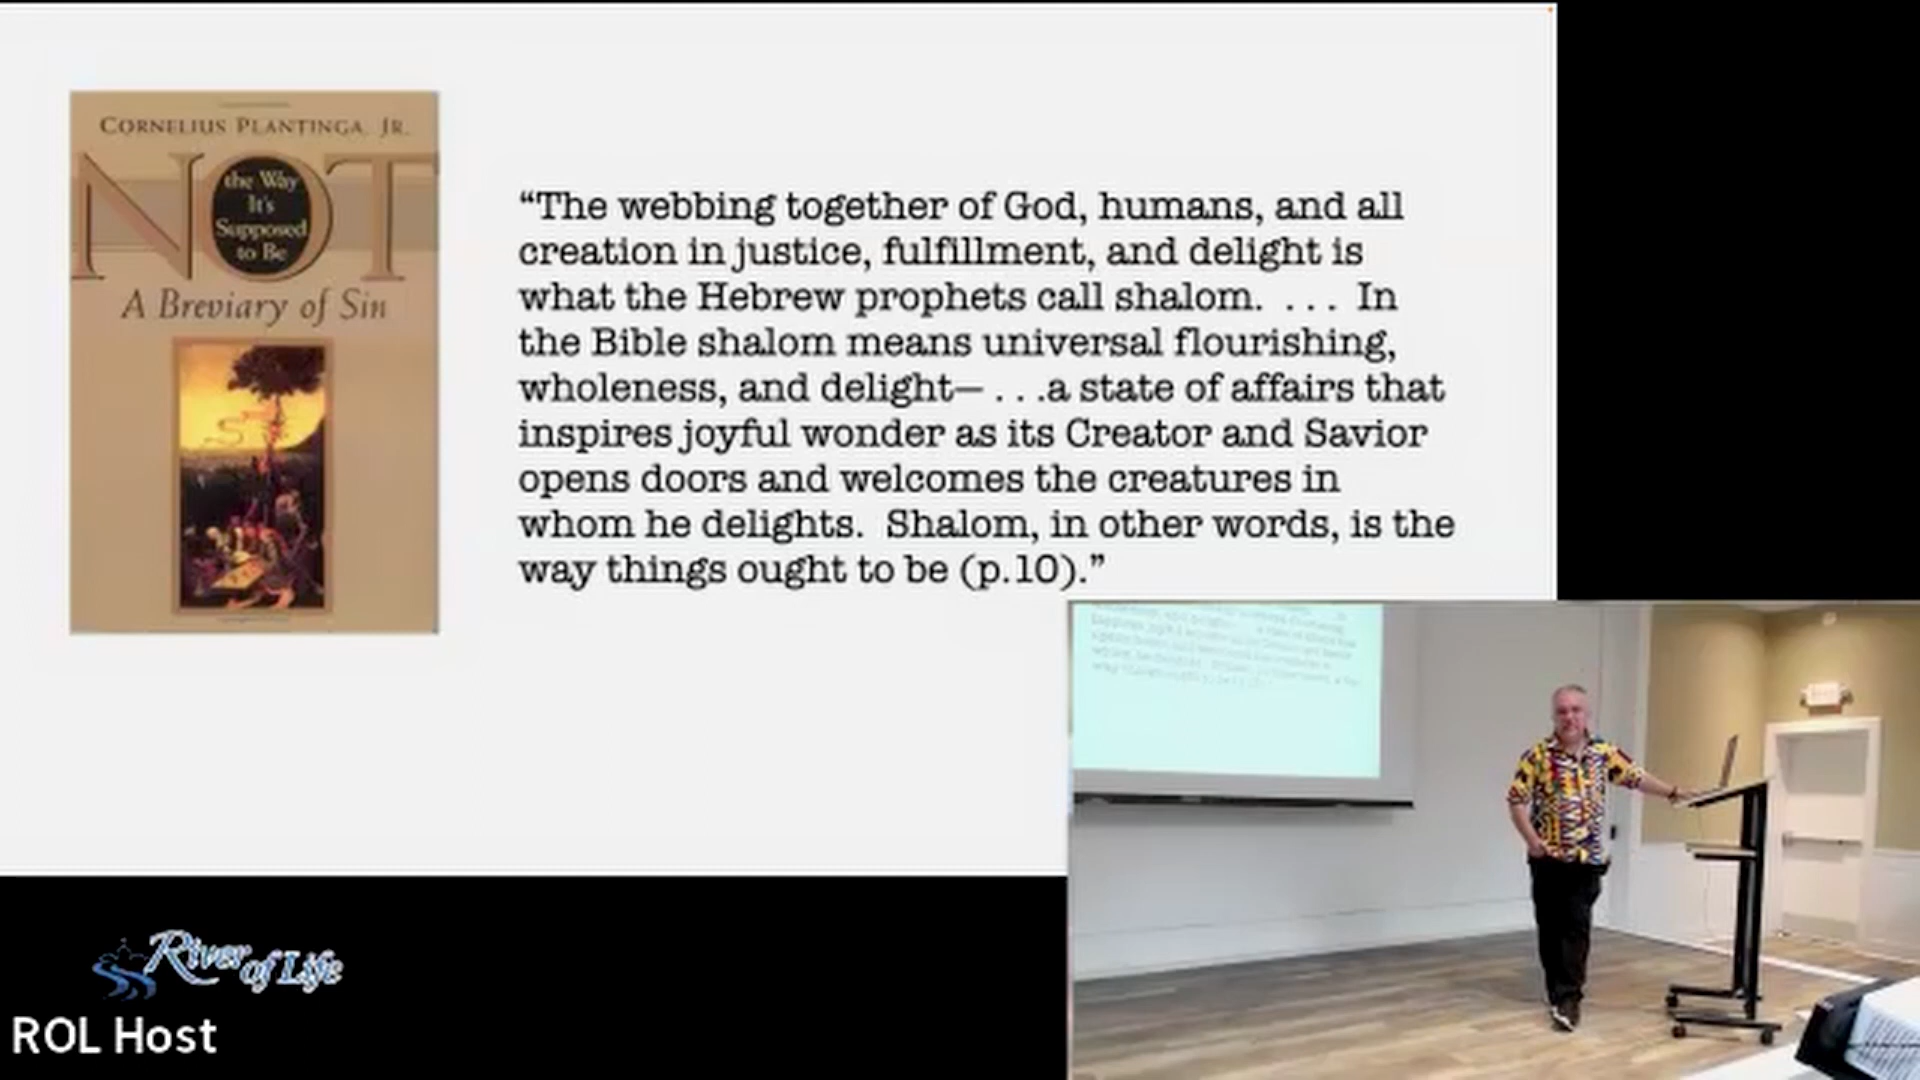 CORNELIUS PLANTINGA, JR.
NOT
the Way
It's
Supposed
to Be
A Breviary of Sin
“The webbing together of God, humans, and all
creation in justice, fulfillment, and delight is
what the Hebrew prophets call shalom. . . . In
the Bible shalom means universal flourishing,
wholeness, and delight— . . .a state of affairs that
inspires joyful wonder as its Creator and Savior
opens doors and welcomes the creatures in
whom he delights. Shalom, in other words, is the
way things ought to be (p.10).”
River of Life
ROL Host